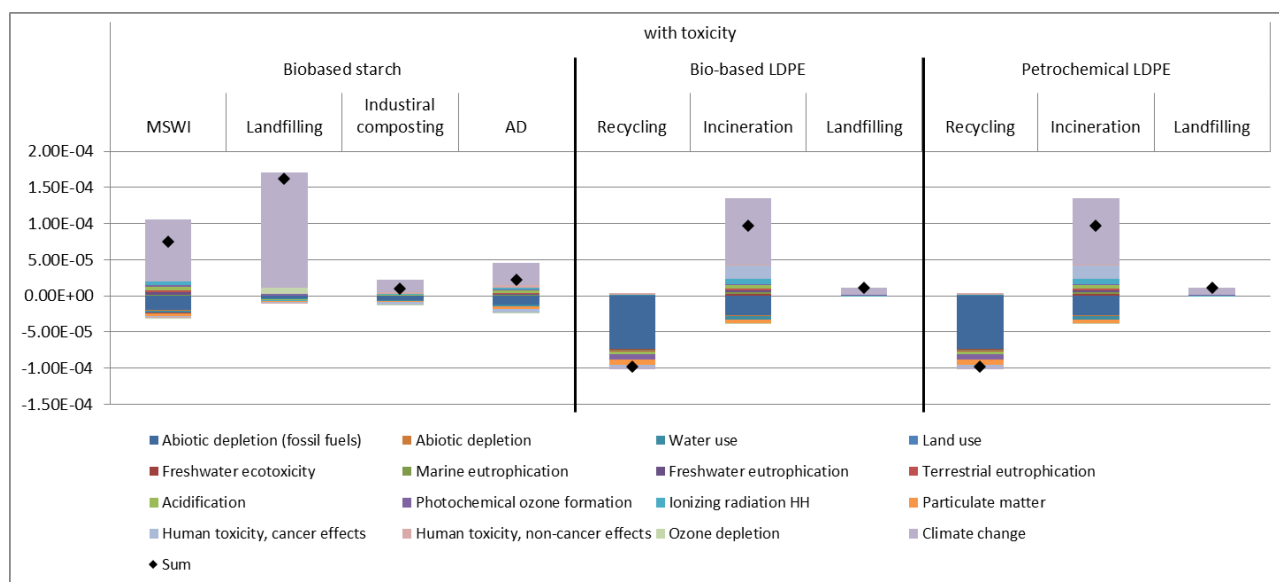 with toxicity
Biobased starch Bio-based LDPE Petrochemical LDPE
MSWI Landfilling Industiral composting AD Recycling Incineration Landfilling Recycling Incineration Landfilling
2.00E-04
1.50E-04
1.00E-04
5.00E-05
0.00E+00
-5.00E-05
-1.00E-04
-1.50E-04
Abiotic depletion (fossil fuels) Abiotic depletion Water use Land use
Freshwater ecotoxicity Marine eutrophication Freshwater eutrophication Terrestrial eutrophication
Acidification Photochemical ozone formation Ionizing radiation HH Particulate matter
Human toxicity, cancer effects Human toxicity, non-cancer effects Ozone depletion Climate change
Sum